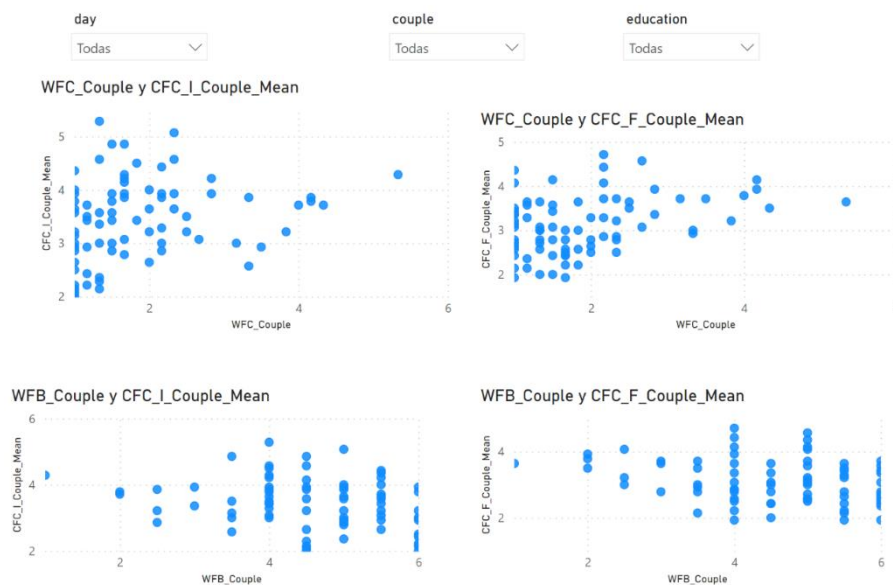 day
couple
education
Todas
Todas
Todas
WFC_Couple y CFC_I_Couple_Mean
CFC_I_Couple_Mean
5
4
3
2
2
4
6
WFC_Couple
WFC_Couple y CFC_F_Couple_Mean
CFC_F_Couple_Mean
5
4
3
2
2
4
WFC_Couple
WFB_Couple y CFC_I_Couple_Mean
CFC_I_Couple_Mean
6
4
2
2
4
6
WFB_Couple
WFB_Couple y CFC_F_Couple_Mean
CFC_F_Couple_Mean
4
2
2
4
6
WFB_Couple